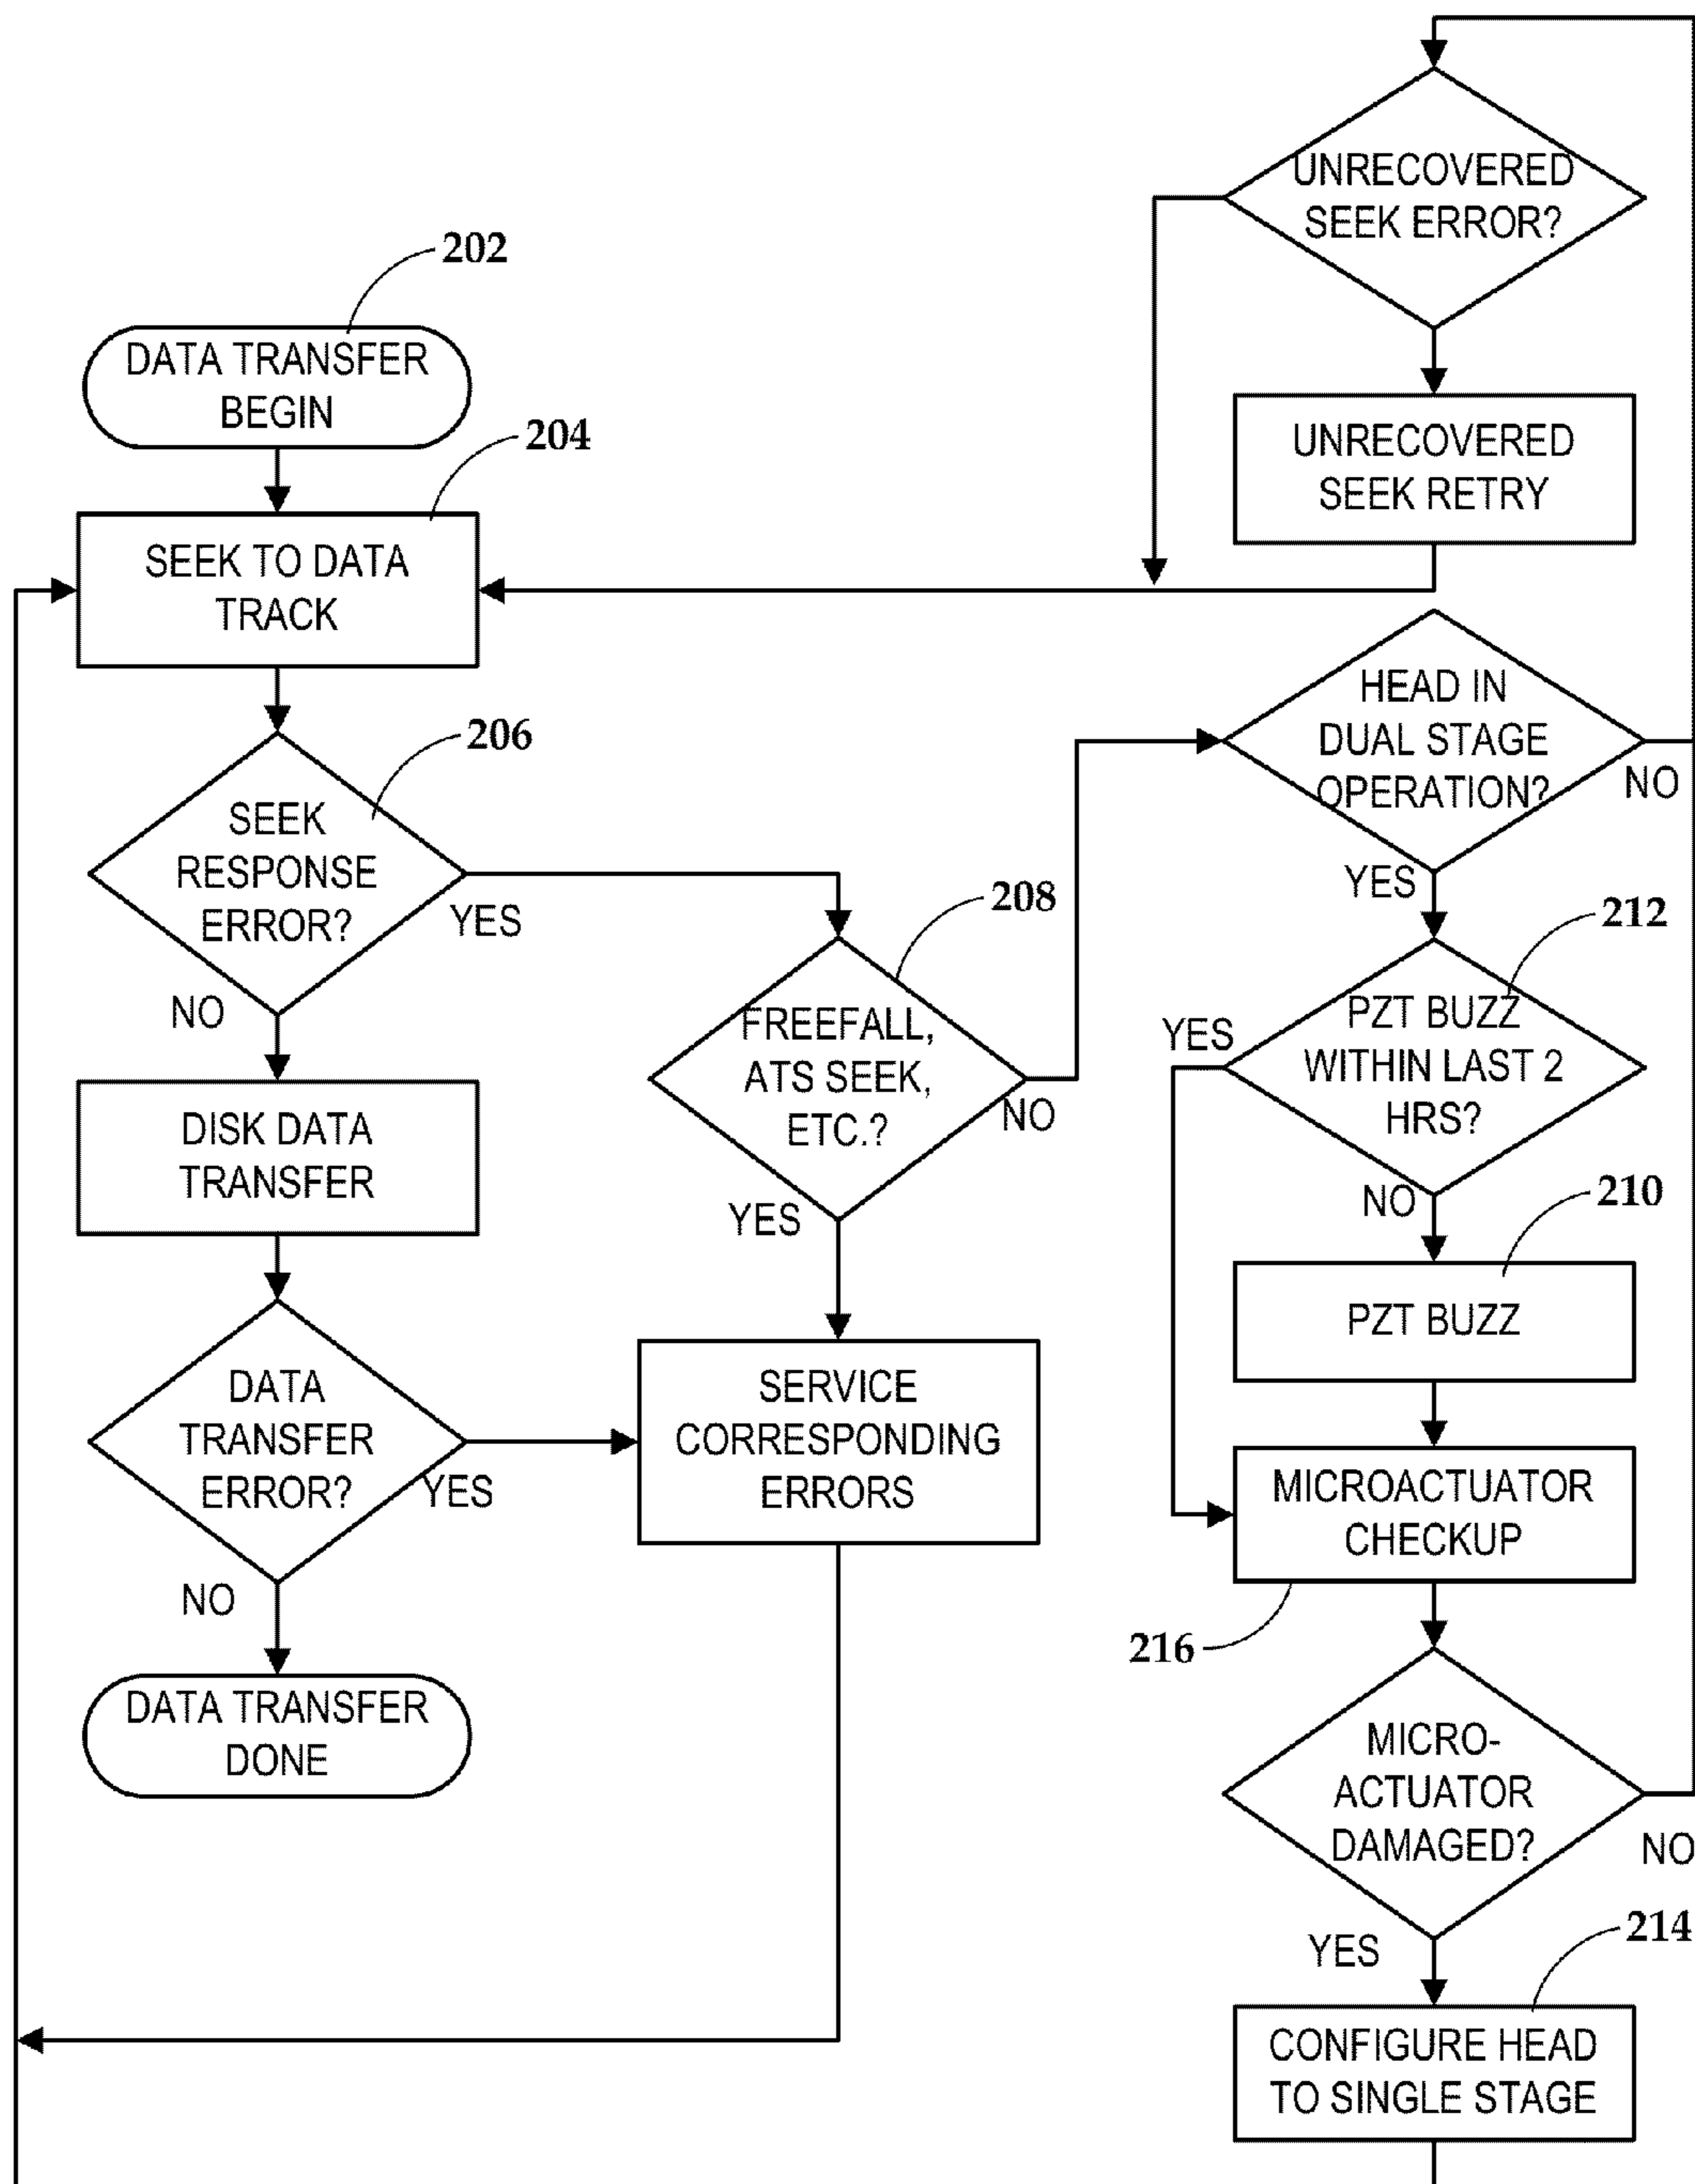 202
DATA TRANSFER
BEGIN
204
SEEK TO DATA
TRACK
206
SEEK
RESPONSE
ERROR?
YES
NO
DISK DATA
TRANSFER
DATA
TRANSFER
ERROR?
YES
NO
DATA TRANSFER
DONE
208
FREEFALL,
ATS SEEK,
ETC.?
NO
YES
SERVICE
CORRESPONDING
ERRORS
UNRECOVERED
SEEK ERROR?
UNRECOVERED
SEEK RETRY
HEAD IN
DUAL STAGE
OPERATION?
NO
YES
212
PZT BUZZ
WITHIN LAST 2
HRS?
YES
NO
210
PZT BUZZ
MICROACTUATOR
CHECKUP
216
MICRO-
ACTUATOR
DAMAGED?
NO
YES
214
CONFIGURE HEAD
TO SINGLE STAGE